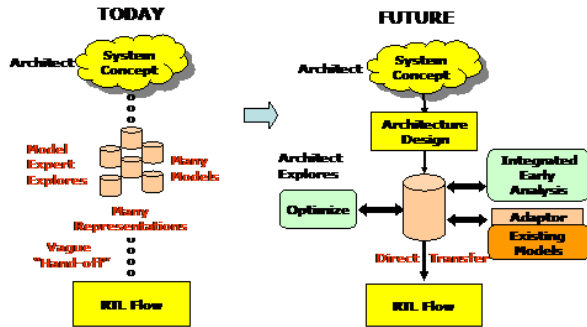 TODAY
Architect
System
Concept
Model
Expert
Explores
Many
Models
Many
Representations
Vague
"Hand-off"
RTL Flow
FUTURE
Architect
System
Concept
Architecture
Design
Architect
Explores
Optimize
Integrated
Early
Analysis
Adaptor
Existing
Models
Direct Transfer
RTL Flow